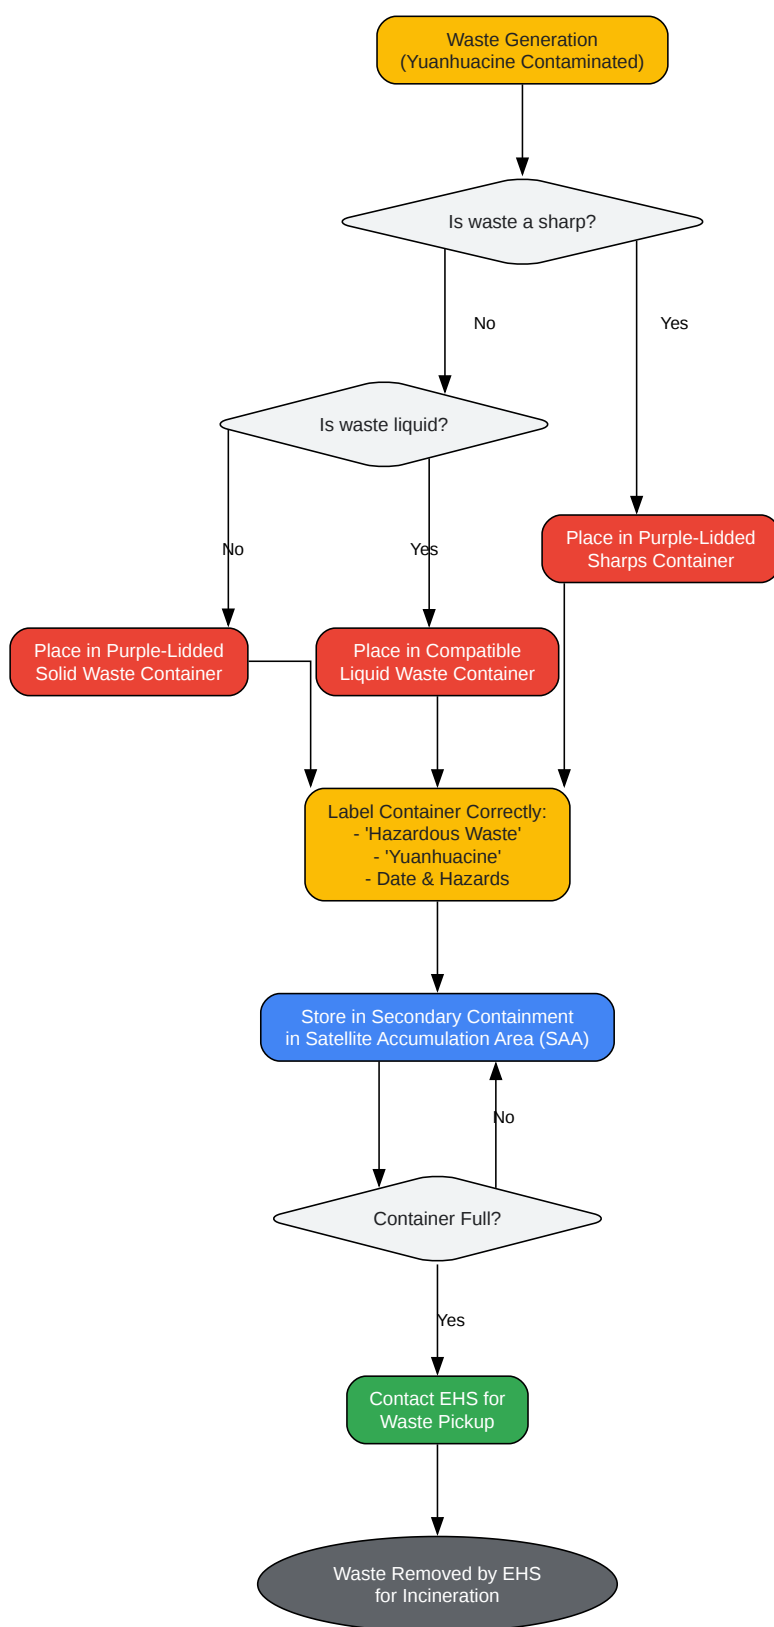 Waste Generation
(Yuanhuacine Contaminated)
Is waste a sharp?
No
Yes
Is waste liquid?
No
Yes
Place in Purple-Lidded
Sharps Container
Place in Purple-Lidded
Solid Waste Container
Place in Compatible
Liquid Waste Container
Label Container Correctly:
- 'Hazardous Waste'
- 'Yuanhuacine'
- Date & Hazards
Store in Secondary Containment
in Satellite Accumulation Area (SAA)
No
Container Full?
Yes
Contact EHS for
Waste Pickup
Waste Removed by EHS
for Incineration